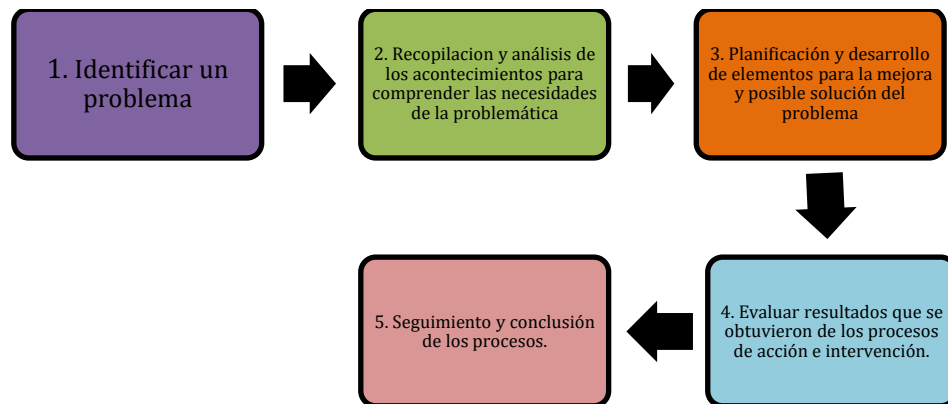 1. Identificar un
problema
2. Recopilacion y análisis de
los acontecimientos para
comprender las necesidades
de la problemática
3. Planificación y desarrollo
de elementos para la mejora
y posible solución del
problema
4. Evaluar resultados que se
obtuvieron de los procesos
de acción e intervención.
5. Seguimiento y conclusión
de los procesos.